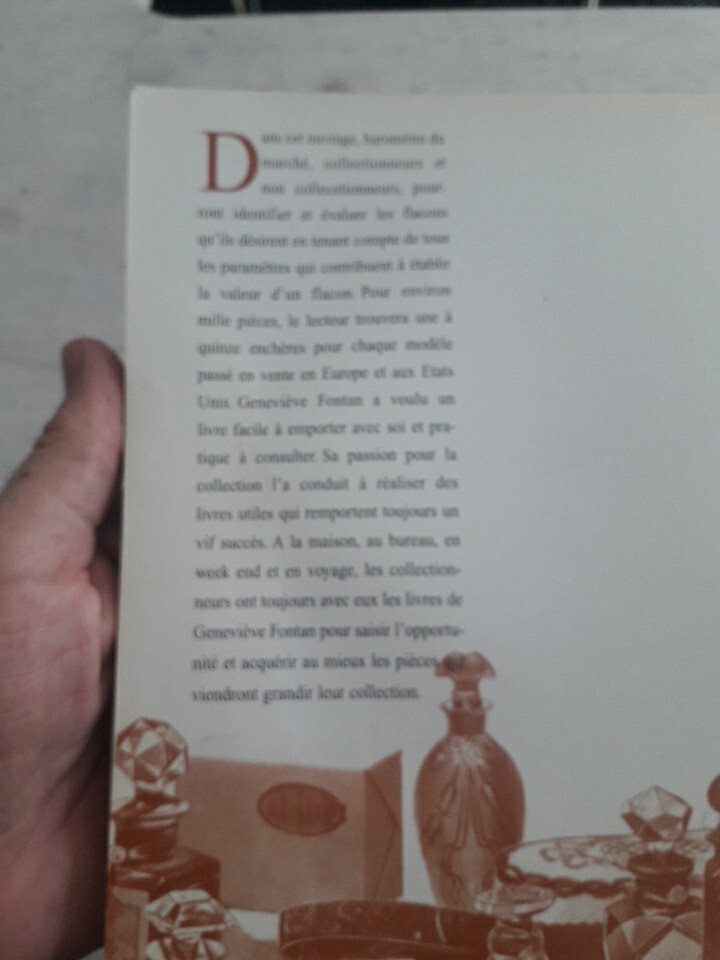 Dans cet ouvrage, baromètre du
marché, collectionneurs et
non collectionneurs, pour-
ront identifier et évaluer les flacons
qu'ils désirent en tenant compte de tous
les paramètres qui contribuent à établir
la valeur d'un flacon. Pour environ
mille pièces, le lecteur trouvera une à
quinze enchères pour chaque modèle
passé en vente en Europe et aux Etats
Unis. Geneviève Fontan a voulu un
livre facile à emporter avec soi et pra-
tique à consulter. Sa passion pour la
collection l'a conduit à réaliser des
livres utiles qui remportent toujours un
vif succès. A la maison, au bureau, en
week end et en voyage, les collection-
neurs ont toujours avec eux les livres de
Geneviève Fontan pour saisir l'opportu-
nité et acquérir au mieux les pièces
viendront grandir leur collection.